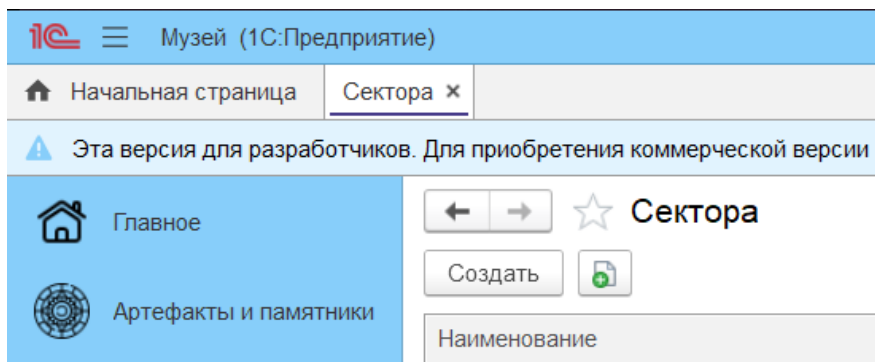 1С Музей (1С:Предприятие)
Начальная страница Сектора ×
Эта версия для разработчиков. Для приобретения коммерческой версии
Главное
Артефакты и памятники
Сектора
Создать
Наименование